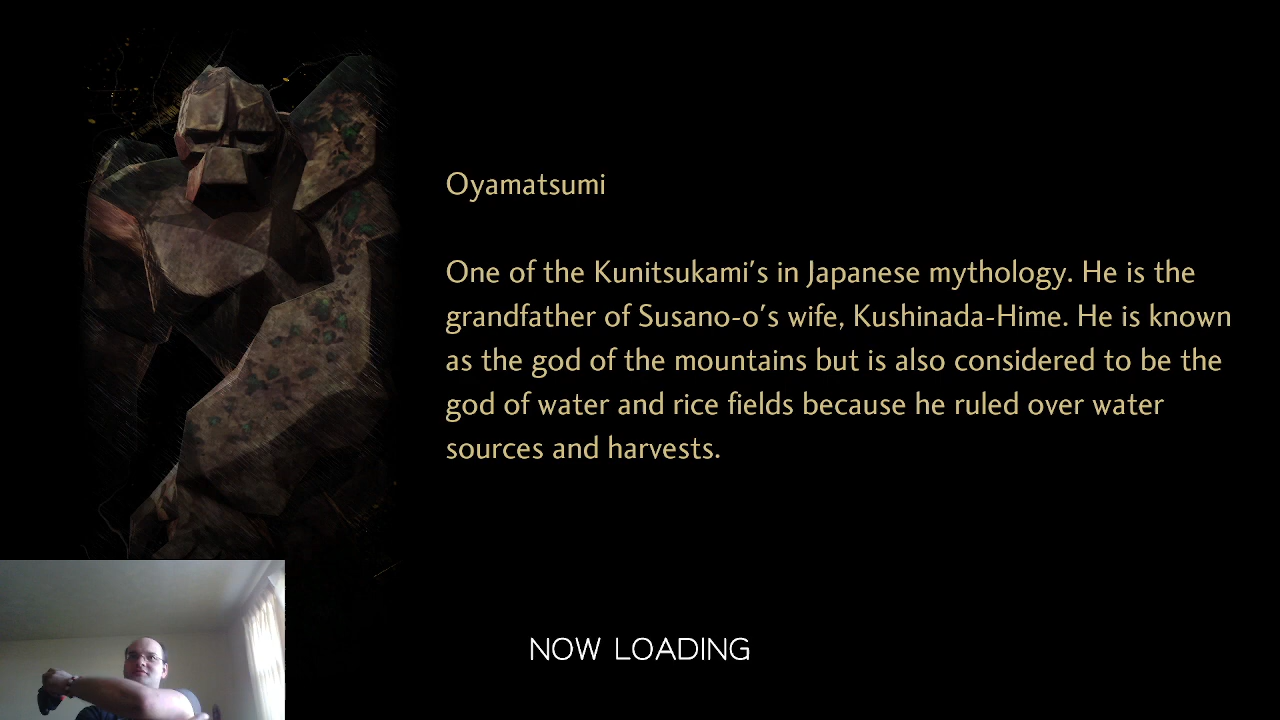 Oyamatsumi
One of the Kunitsukami's in Japanese mythology. He is the
grandfather of Susano-o's wife, Kushinada-Hime. He is known
as the god of the mountains but is also considered to be the
god of water and rice fields because he ruled over water
sources and harvests.
NOW LOADING